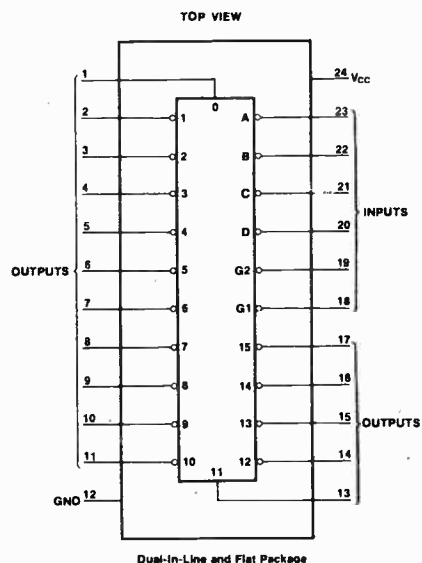 TOP VIEW
1 0 24 VCC
2 1 A 23
3 2 B 22
4 3 C 21
5 4 D 20
OUTPUTS 6 5 G2 19 INPUTS
7 6 G1 18
8 7 15 17
9 8 14 16
10 9 13 15 OUTPUTS
11 10 12 14
11
GND 12 13
Dual-In-Line and Flat Package